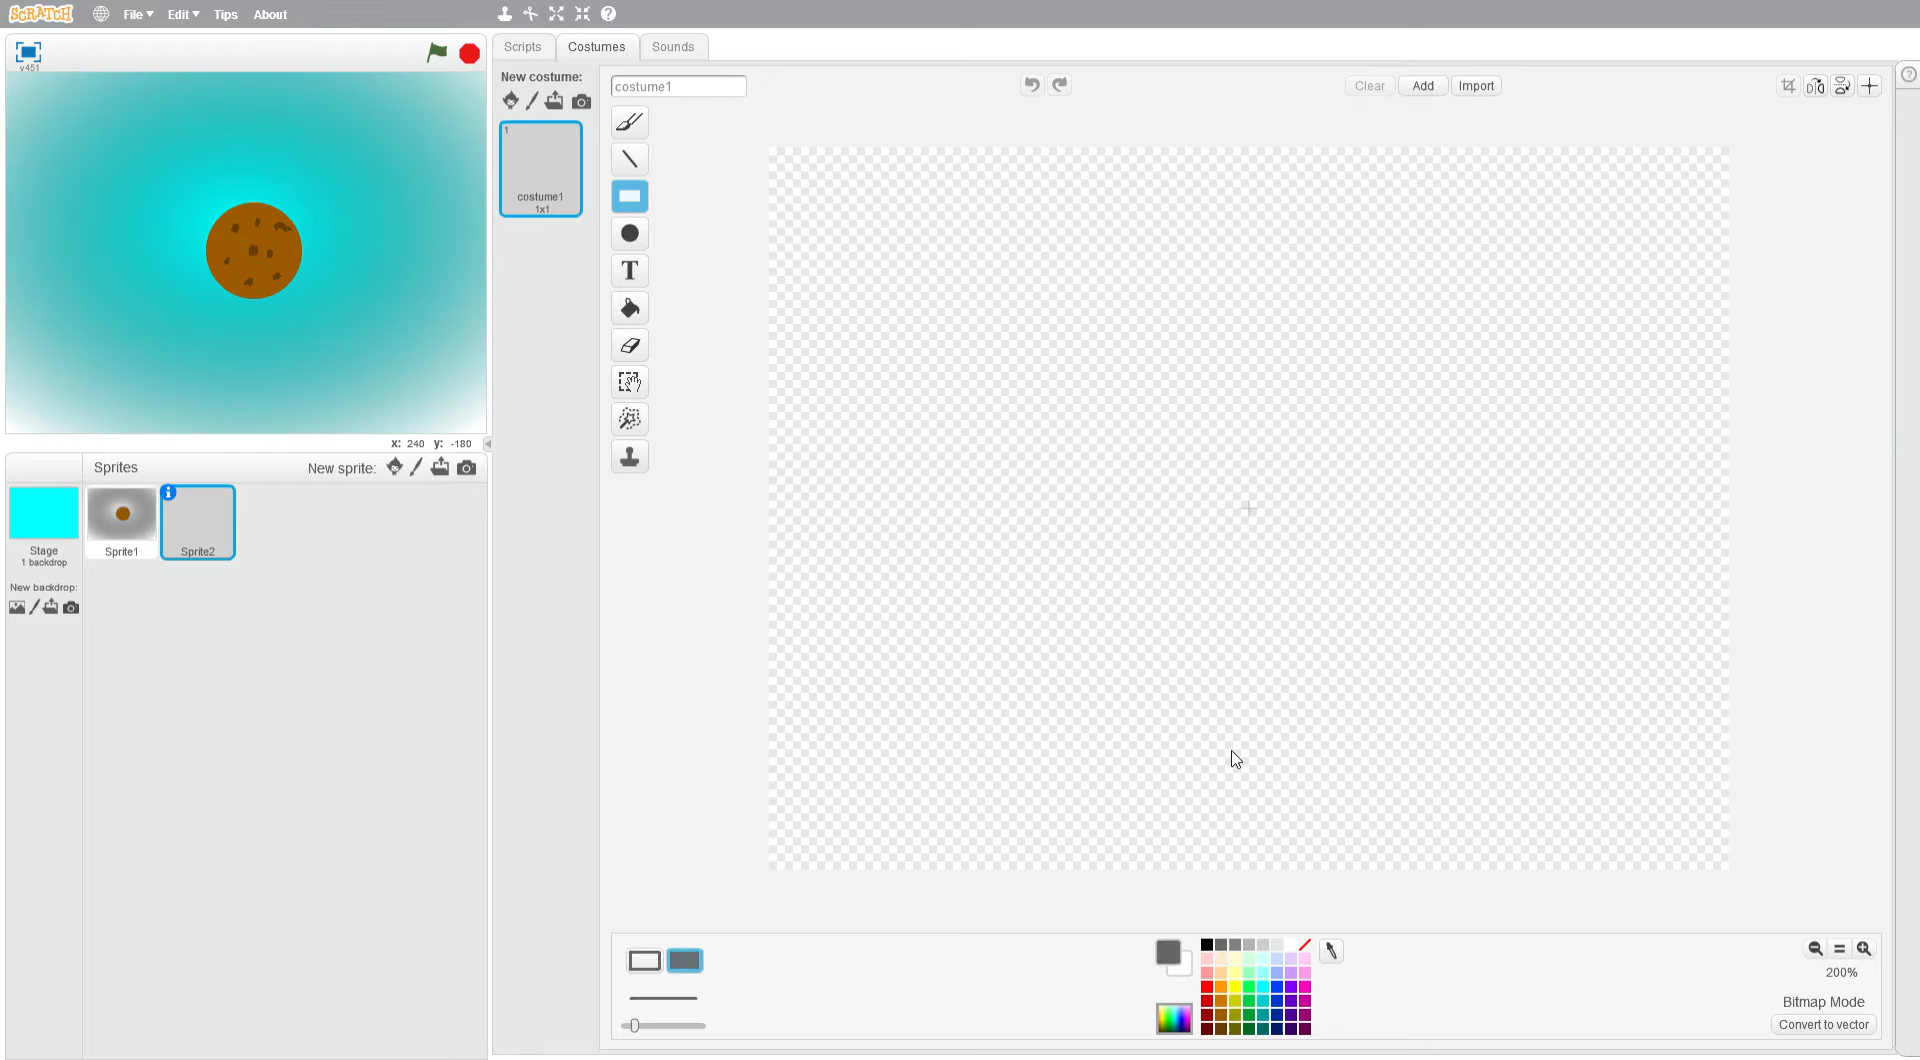 SCRATCH File Edit Tips About
v451
Scripts Costumes Sounds
New costume:
costume1
Clear Add Import
1
costume1
1x1
T
x: 240 y: -180
Sprites New sprite:
Stage
1 backdrop
Sprite1
Sprite2
New backdrop:
200%
Bitmap Mode
Convert to vector